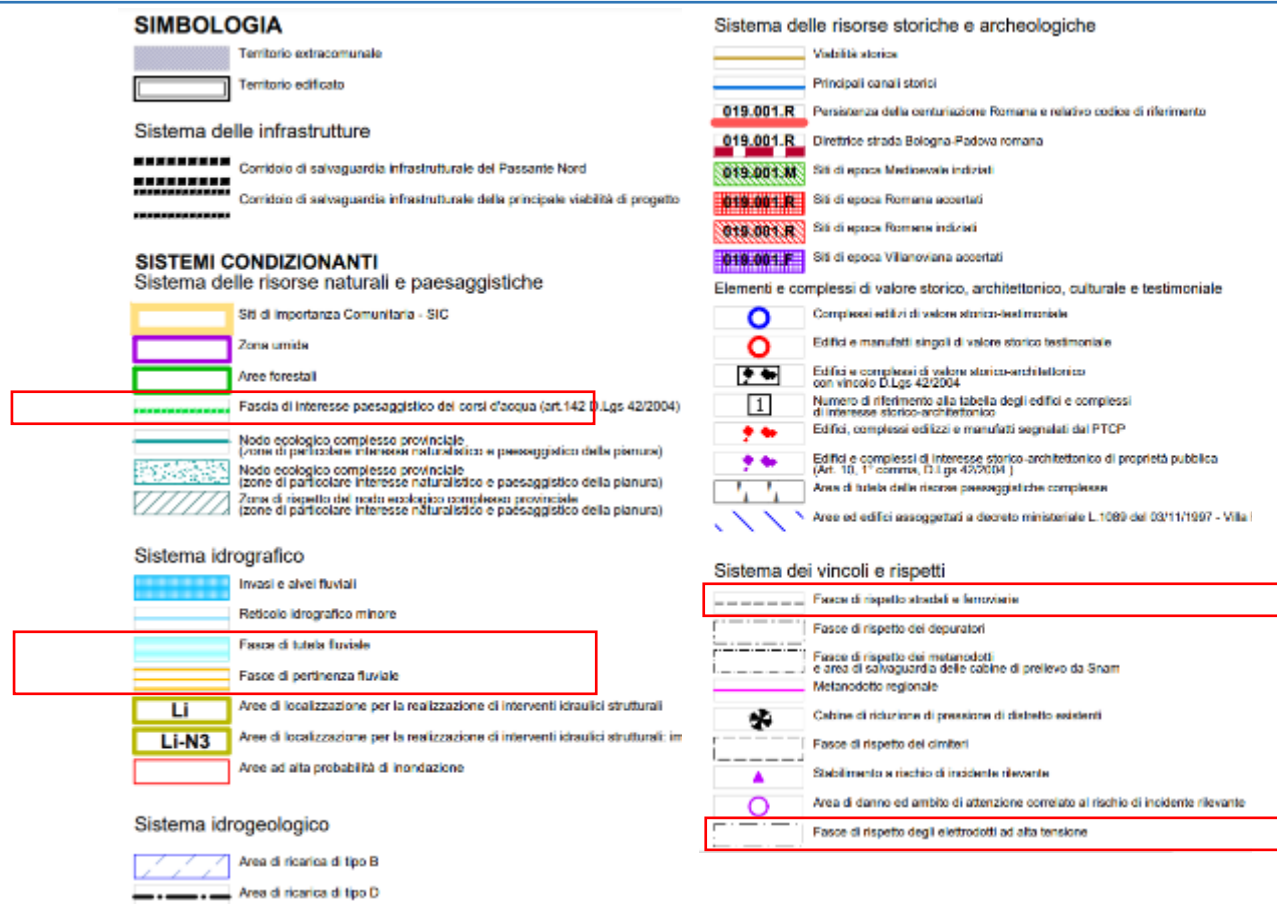 SIMBOLOGIA
Territorio extracomunale
Territorio edificato
Sistema delle infrastrutture
Corridoio di salvaguardia infrastrutturale del Passante Nord
Corridoio di salvaguardia infrastrutturale della principale viabilità di progetto
SISTEMI CONDIZIONANTI
Sistema delle risorse naturali e paesaggistiche
Siti di Importanza Comunitaria - SIC
Zona umida
Aree forestali
Fascia di interesse paesaggistico dei corsi d'acqua (art.142 D.Lgs 42/2004)
Nodo ecologico complesso provinciale
(zone di particolare interesse naturalistico e paesaggistico della pianura)
Nodo ecologico complesso provinciale
(zone di particolare interesse naturalistico e paesaggistico della pianura)
Zona di rispetto del nodo ecologico complesso provinciale
(zone di particolare interesse naturalistico e paesaggistico della pianura)
Sistema idrografico
Invasi e alvei fluviali
Reticolo idrografico minore
Fasce di tutela fluviale
Fasce di pertinenza fluviale
Li Aree di localizzazione per la realizzazione di interventi idraulici strutturali
Li-N3 Aree di localizzazione per la realizzazione di interventi idraulici strutturali: im
Aree ad alta probabilità di inondazione
Sistema idrogeologico
Area di ricarica di tipo B
Area di ricarica di tipo D
Sistema delle risorse storiche e archeologiche
Viabilità storica
Principali canali storici
019.001.R Persistenza della centuriazione Romana e relativo codice di riferimento
019.001.R Direttrice strada Bologna-Padova romana
019.001.M Siti di epoca Medioevale indiziati
019.001.R Siti di epoca Romana accertati
019.001.R Siti di epoca Romana indiziati
019.001.F Siti di epoca Villanoviana accertati
Elementi e complessi di valore storico, architettonico, culturale e testimoniale
Complessi edilizi di valore storico-testimoniale
Edifici e manufatti singoli di valore storico testimoniale
Edifici e complessi di valore storico-architettonico
con vincolo D.Lgs 42/2004
1 Numero di riferimento alla tabella degli edifici e complessi
di interesse storico-architettonico
Edifici, complessi edilizzi e manufatti segnalati dal PTCP
Edifici e complessi di interesse storico-architettonico di proprietà pubblica
(Art. 10, 1° comma, D.Lgs 42/2004 )
Area di tutela delle risorse paesaggistiche complesse
Aree ed edifici assoggettati a decreto ministeriale L.1089 del 03/11/1997 - Villa
Sistema dei vincoli e rispetti
Fasce di rispetto stradali e ferroviarie
Fasce di rispetto dei depuratori
Fasce di rispetto dei metanodotti
e area di salvaguardia delle cabine di prelievo da Snam
Metanodotto regionale
Cabine di riduzione di pressione di distretto esistenti
Fasce di rispetto dei cimiteri
Stabilimento a rischio di incidente rilevante
Area di danno ed ambito di attenzione correlato al rischio di incidente rilevante
Fasce di rispetto degli elettrodotti ad alta tensione